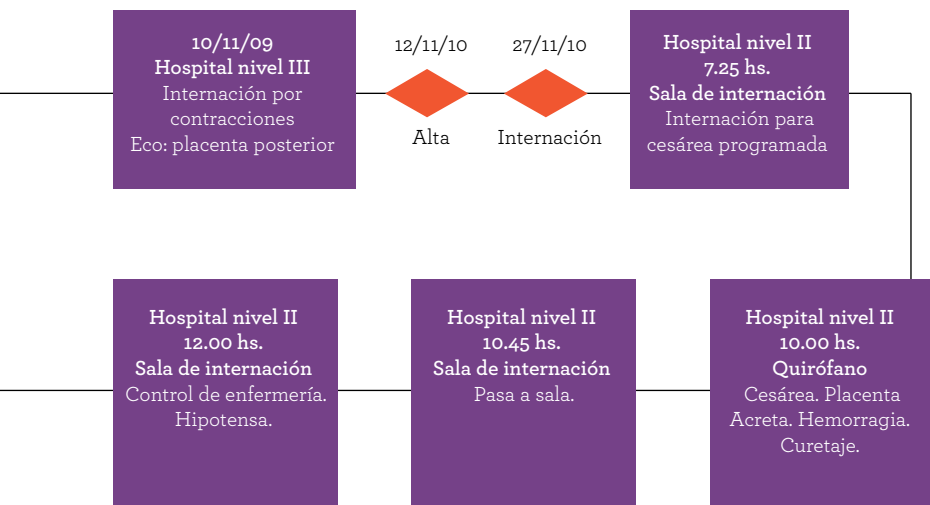 10/11/09
Hospital nivel III
Internación por
contracciones
Eco: placenta posterior
12/11/10
Alta
27/11/10
Internación
Hospital nivel II
7.25 hs.
Sala de internación
Internación para
cesárea programada
Hospital nivel II
10.00 hs.
Quirófano
Cesárea. Placenta
Acreta. Hemorragia.
Curetaje.
Hospital nivel II
10.45 hs.
Sala de internación
Pasa a sala.
Hospital nivel II
12.00 hs.
Sala de internación
Control de enfermería.
Hipotensa.